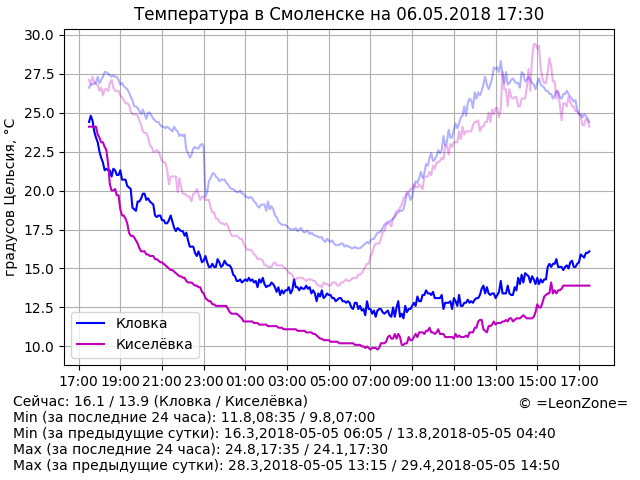 Температура в Смоленске на 06.05.2018 17:30
градусов Цельсия, °C
30.0
27.5
25.0
22.5
20.0
17.5
15.0
12.5
10.0
Кловка
Киселёвка
17:00 19:00 21:00 23:00 01:00 03:00 05:00 07:00 09:00 11:00 13:00 15:00 17:00
Сейчас: 16.1 / 13.9 (Кловка / Киселёвка)
© =LeonZone=
Min (за последние 24 часа): 11.8,08:35 / 9.8,07:00
Min (за предыдущие сутки): 16.3,2018-05-05 06:05 / 13.8,2018-05-05 04:40
Max (за последние 24 часа): 24.8,17:35 / 24.1,17:30
Max (за предыдущие сутки): 28.3,2018-05-05 13:15 / 29.4,2018-05-05 14:50